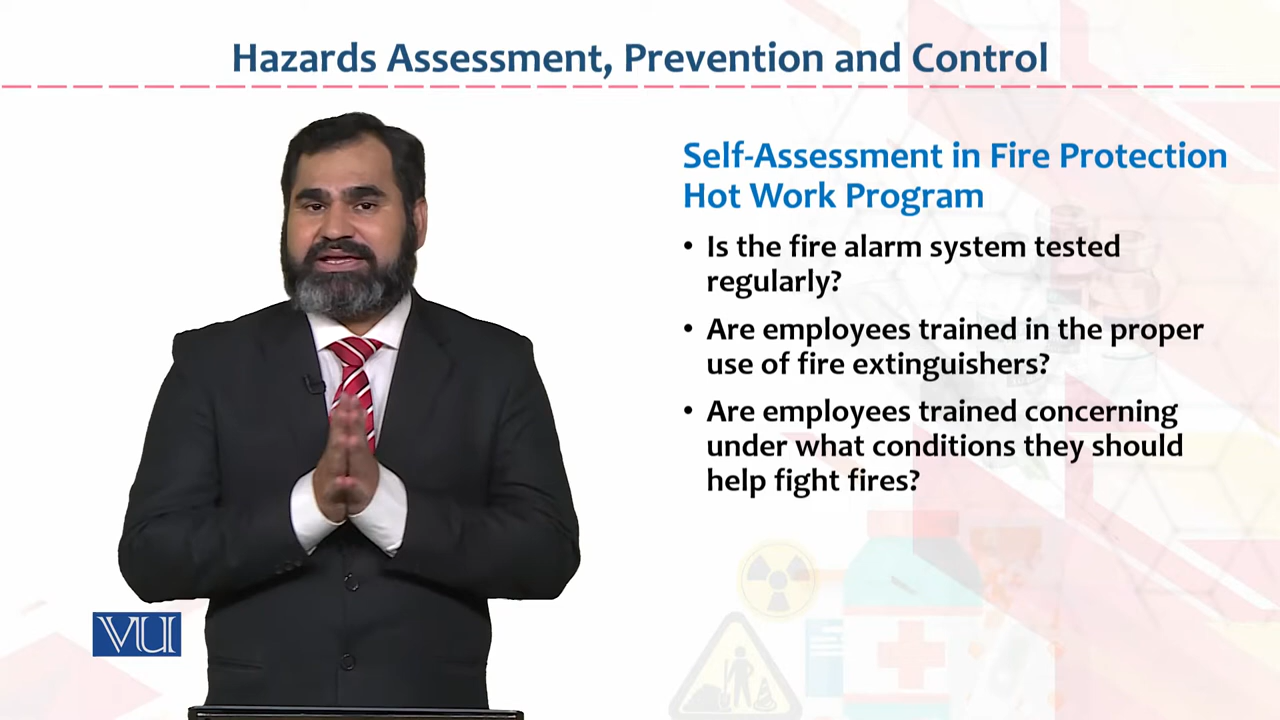 Hazards Assessment, Prevention and Control
Self-Assessment in Fire Protection
Hot Work Program
• Is the fire alarm system tested
regularly?
• Are employees trained in the proper
use of fire extinguishers?
• Are employees trained concerning
under what conditions they should
help fight fires?
VU